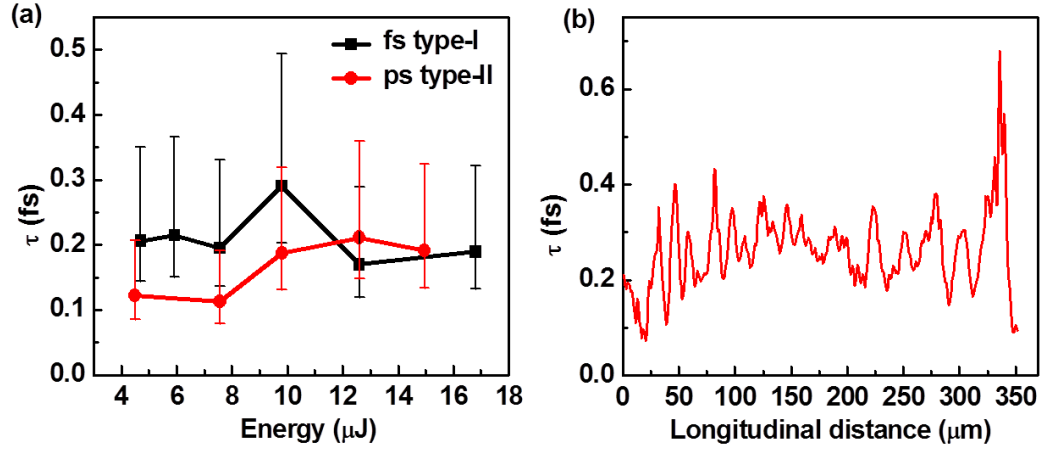 (a)
fs type-I
ps type-II
τ (fs)
0.5
0.4
0.3
0.2
0.1
0.0
4 6 8 10 12 14 16 18
Energy (μJ)
(b)
τ (fs)
0.6
0.4
0.2
0.0
0 50 100 150 200 250 300 350
Longitudinal distance (μm)